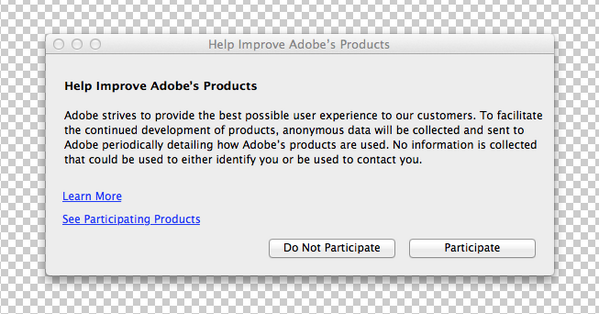 Help Improve Adobe's Products
Help Improve Adobe's Products
Adobe strives to provide the best possible user experience to our customers. To facilitate
the continued development of products, anonymous data will be collected and sent to
Adobe periodically detailing how Adobe's products are used. No information is collected
that could be used to either identify you or be used to contact you.
Learn More
See Participating Products
Do Not Participate
Participate